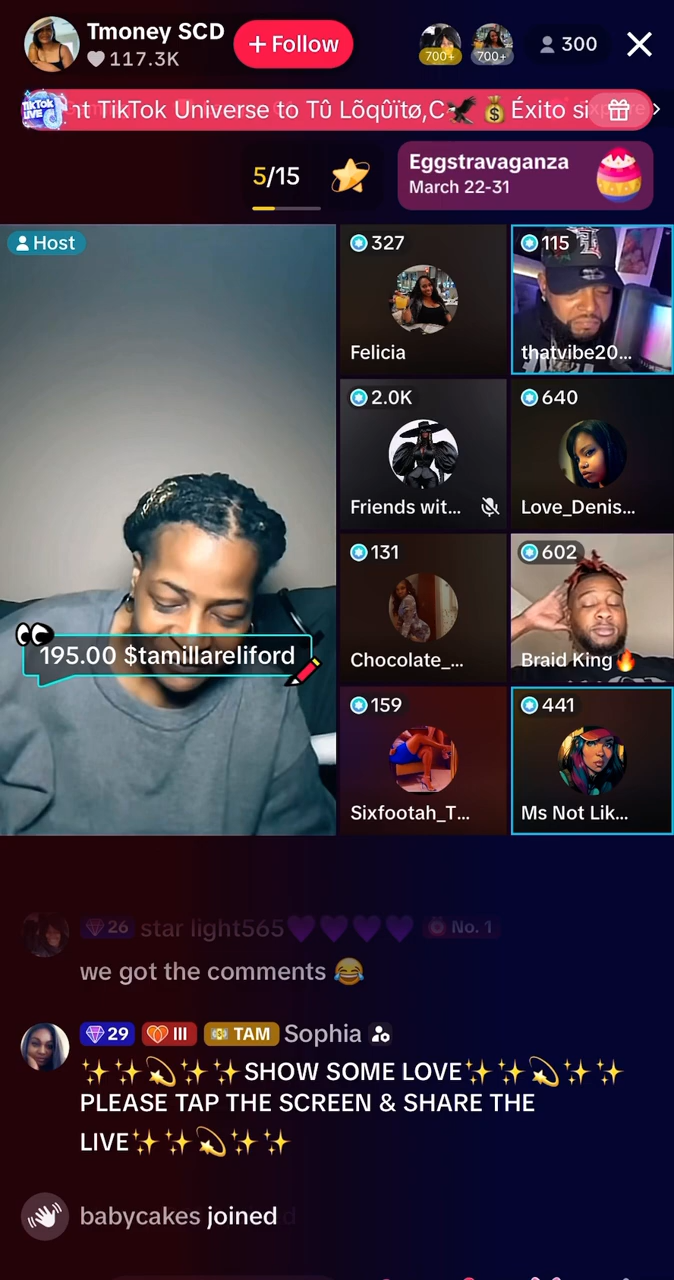 Tmoney SCD
117.3K
+ Follow
700+
700+
300
TikTok LIVE
nt TikTok Universe to Tû Lõqûïtø,C🦅 💰 Éxito si
5/15
Eggstravaganza
March 22-31
Host
327
Felicia
115
thatvibe20...
2.0K
Friends wit...
640
Love_Denis...
👀
195.00 $tamillareliford
131
Chocolate_...
602
Braid King🔥
159
Sixfootah_T...
441
Ms Not Lik...
26 star light565💜💜💜💜 No. 1
we got the comments 😂
29 III TAM Sophia
✨✨💫✨✨SHOW SOME LOVE✨✨💫✨✨
PLEASE TAP THE SCREEN & SHARE THE
LIVE✨✨💫✨✨
babycakes joined